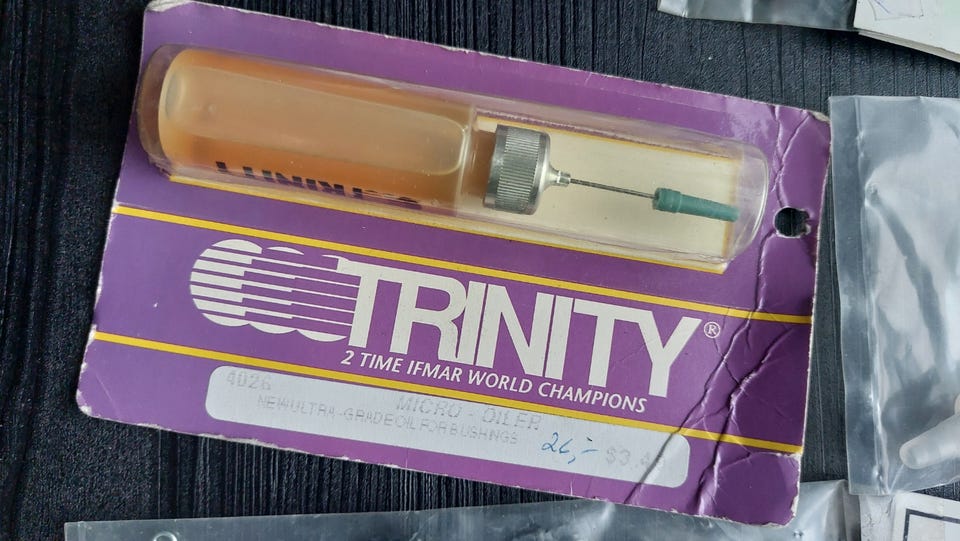 TRINITY®
2 TIME IFMAR WORLD CHAMPIONS
4026 MICRO - OILER
NEW ULTRA-GRADE OIL FOR BUSHINGS 26,-